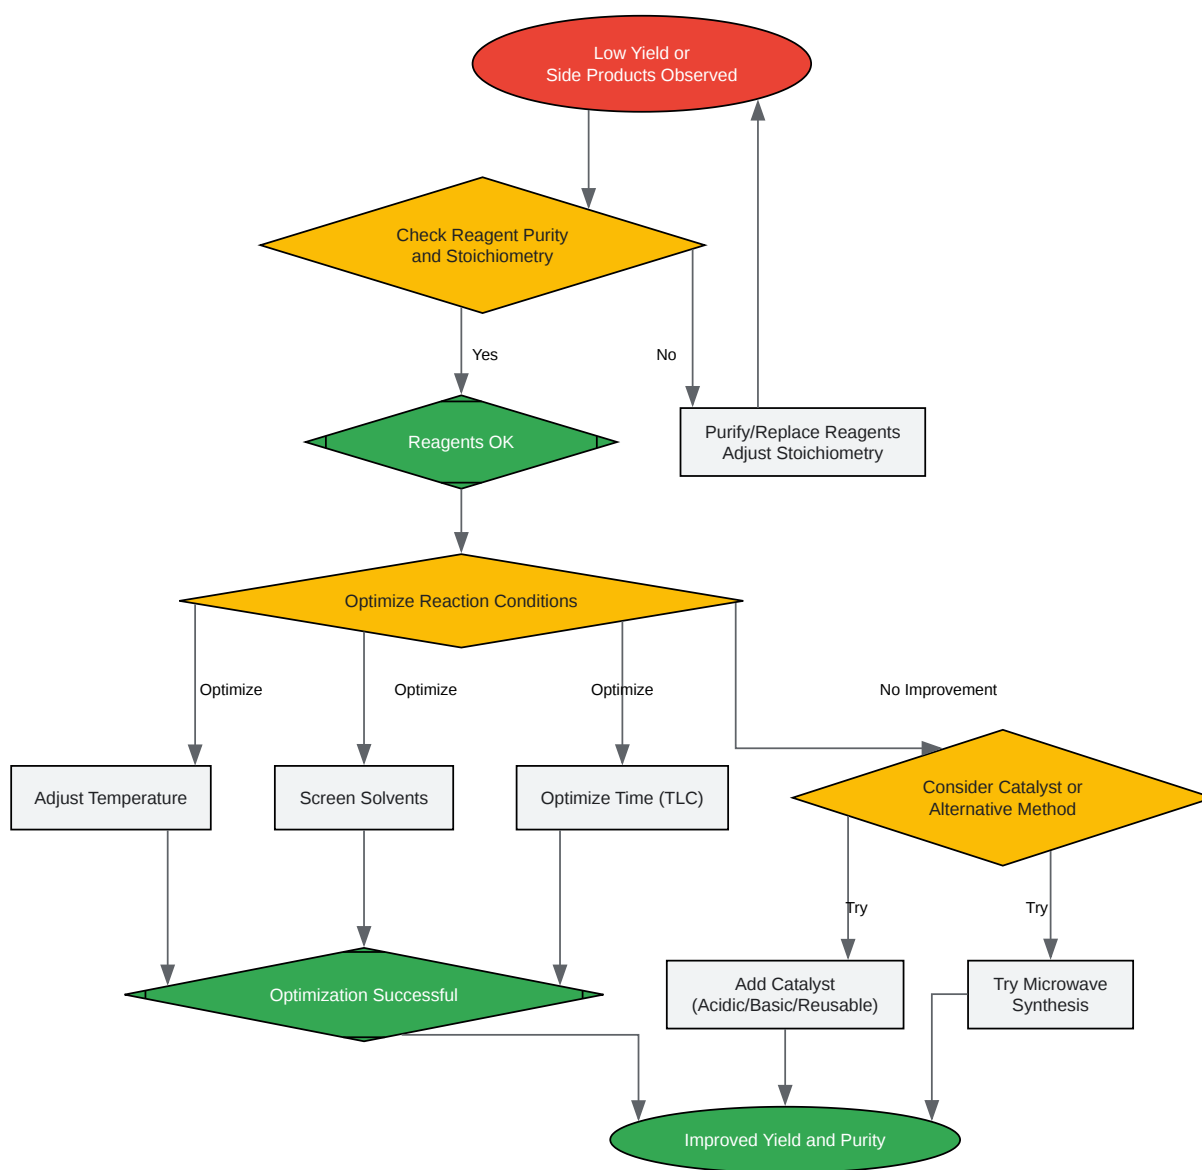 Low Yield or
Side Products Observed
Check Reagent Purity
and Stoichiometry
Yes
No
Reagents OK
Purify/Replace Reagents
Adjust Stoichiometry
Optimize Reaction Conditions
Optimize
Optimize
Optimize
No Improvement
Adjust Temperature
Screen Solvents
Optimize Time (TLC)
Consider Catalyst or
Alternative Method
Try
Try
Optimization Successful
Add Catalyst
(Acidic/Basic/Reusable)
Try Microwave
Synthesis
Improved Yield and Purity